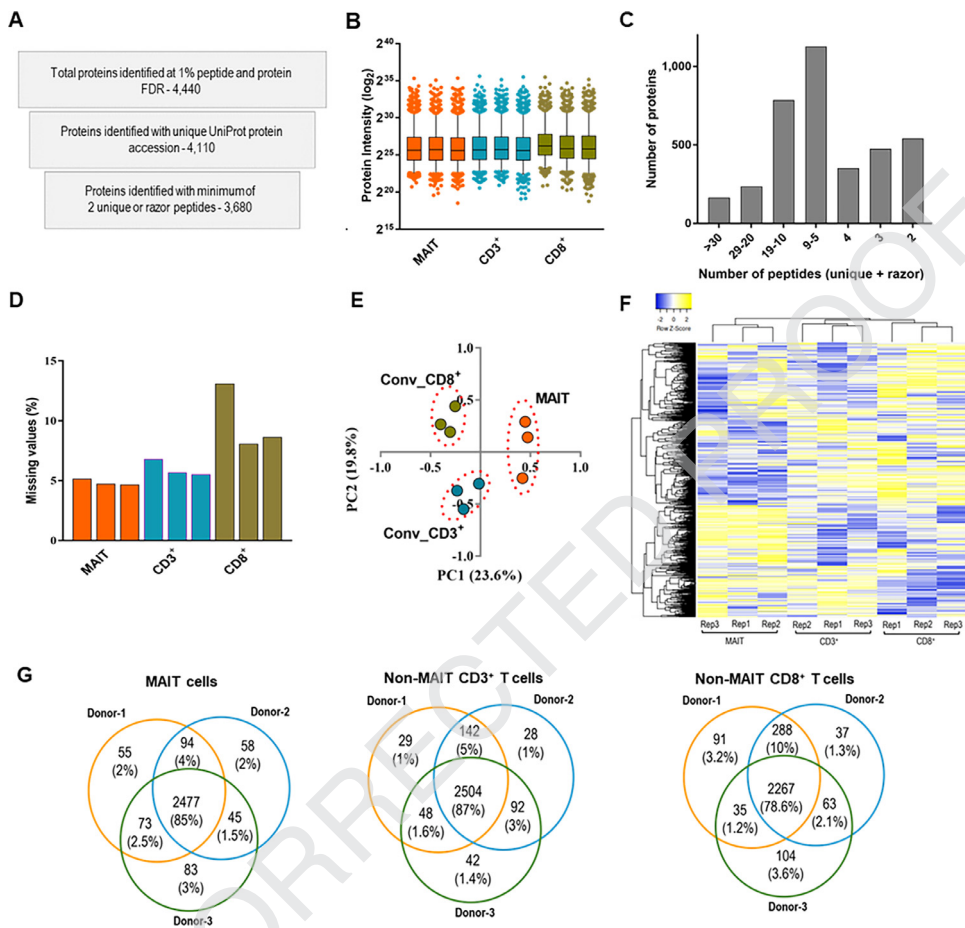 A
Total proteins identified at 1% peptide and protein
FDR - 4,440
Proteins identified with unique UniProt protein
accession - 4,110
Proteins identified with minimum of
2 unique or razor peptides - 3,680
B
Protein Intensity (log2)
2^40
2^35
2^30
2^25
2^20
2^15
MAIT
CD3+
CD8+
C
Number of proteins
1,000
500
0
>30
29-20
19-10
9-5
4
3
2
Number of peptides (unique + razor)
D
Missing values (%)
15
10
5
0
MAIT
CD3+
CD8+
E
1.0
Conv_CD8+
0.5
MAIT
-1.0
-0.5
0.5
1.0
PC2 (19.8%)
-0.5
Conv_CD3+
-1.0
PC1 (23.6%)
F
-2 0 2
Row Z-Score
Rep3 Rep1 Rep2 Rep2 Rep1 Rep3 Rep1 Rep2 Rep3
MAIT CD3+ CD8+
G
MAIT cells
Donor-1
Donor-2
55
(2%)
94
(4%)
58
(2%)
2477
(85%)
73
(2.5%)
45
(1.5%)
83
(3%)
Donor-3
Non-MAIT CD3+ T cells
Donor-1
Donor-2
29
(1%)
142
(5%)
28
(1%)
2504
(87%)
48
(1.6%)
92
(3%)
42
(1.4%)
Donor-3
Non-MAIT CD8+ T cells
Donor-1
Donor-2
91
(3.2%)
288
(10%)
37
(1.3%)
2267
(78.6%)
35
(1.2%)
63
(2.1%)
104
(3.6%)
Donor-3
ORRECTED PROOF